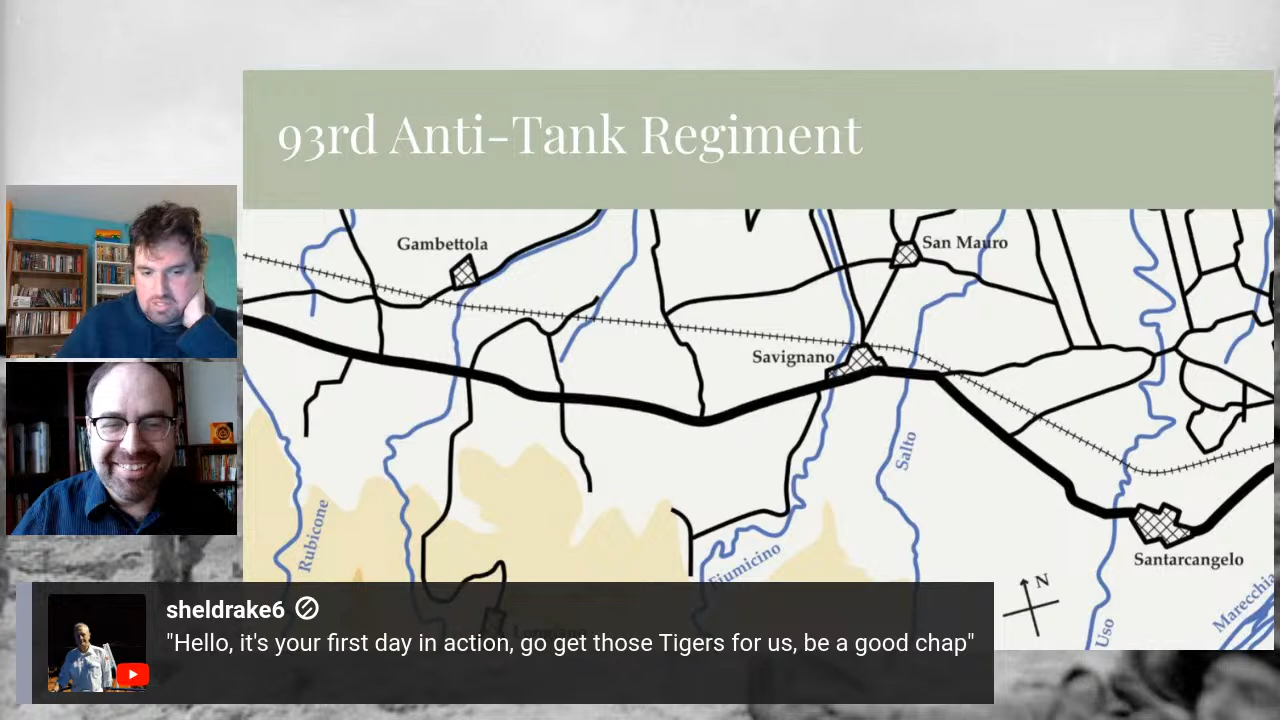 93rd Anti-Tank Regiment
Gambettola
San Mauro
Savignano
Salto
Rubicone
Fiumicino
Santarcangelo
N
Uso
Marecchia
sheldrake6
"Hello, it's your first day in action, go get those Tigers for us, be a good chap"